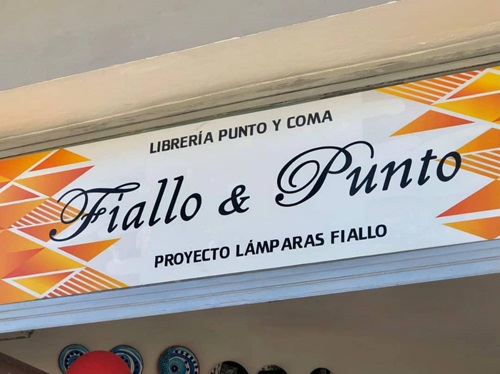 LIBRERÍA PUNTO Y COMA
Fiallo & Punto
PROYECTO LÁMPARAS FIALLO